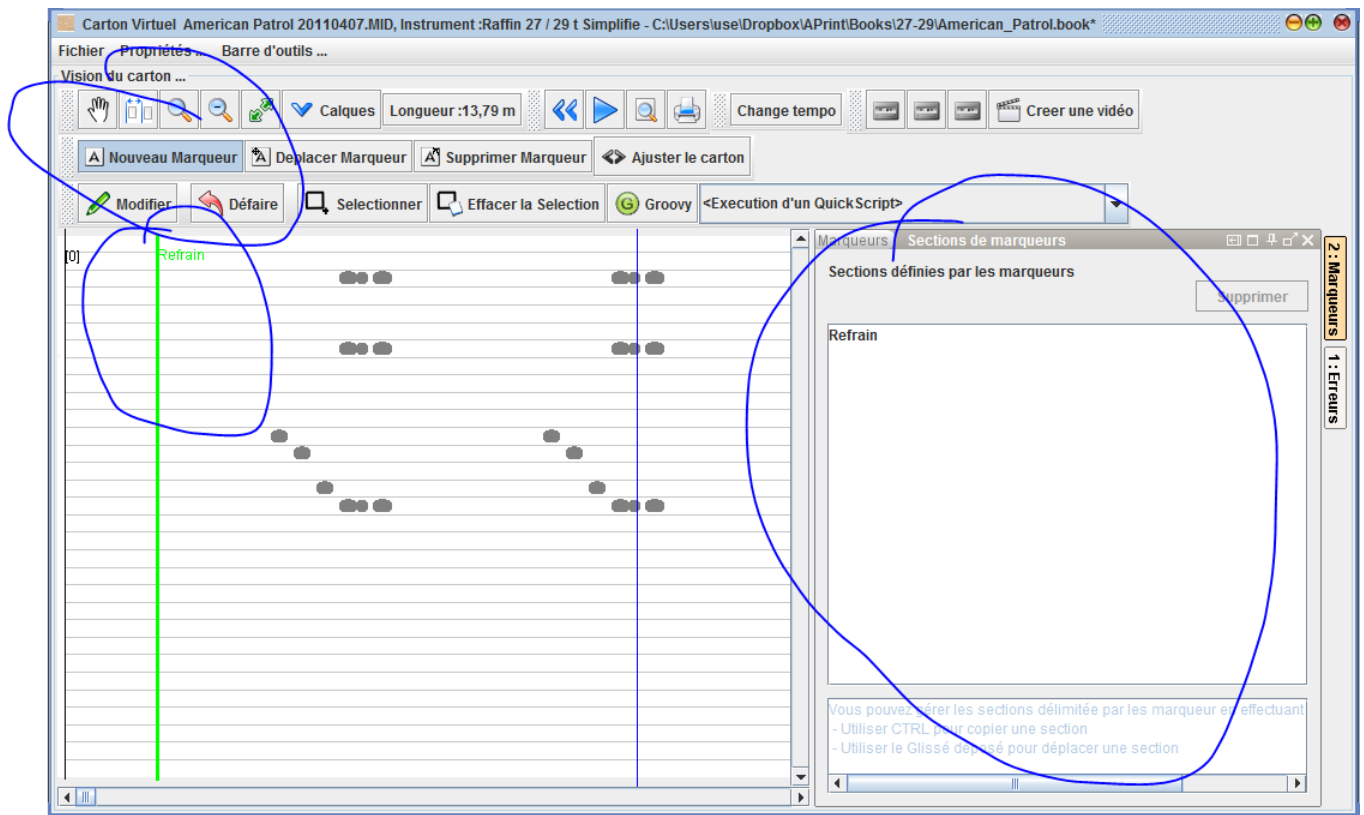 Carton Virtuel American Patrol 20110407.MID, Instrument :Raffin 27 / 29 t Simplifie - C:\Users\use\Dropbox\APrint\Books\27-29\American_Patrol.book*
Fichier Propriétés ... Barre d'outils ...
Vision du carton ...
Calques Longueur :13,79 m Change tempo Creer une vidéo
A Nouveau Marqueur A Deplacer Marqueur A Supprimer Marqueur Ajuster le carton
Modifier Défaire Selectionner Effacer la Selection G Groovy <Execution d'un QuickScript>
[0] Refrain
Marqueurs Sections de marqueurs
Sections définies par les marqueurs
Supprimer
Refrain
Vous pouvez gérer les sections délimitée par les marqueur en effectuant
- Utiliser CTRL pour copier une section
- Utiliser le Glissé déposé pour déplacer une section
2 : Marqueurs
1 : Erreurs